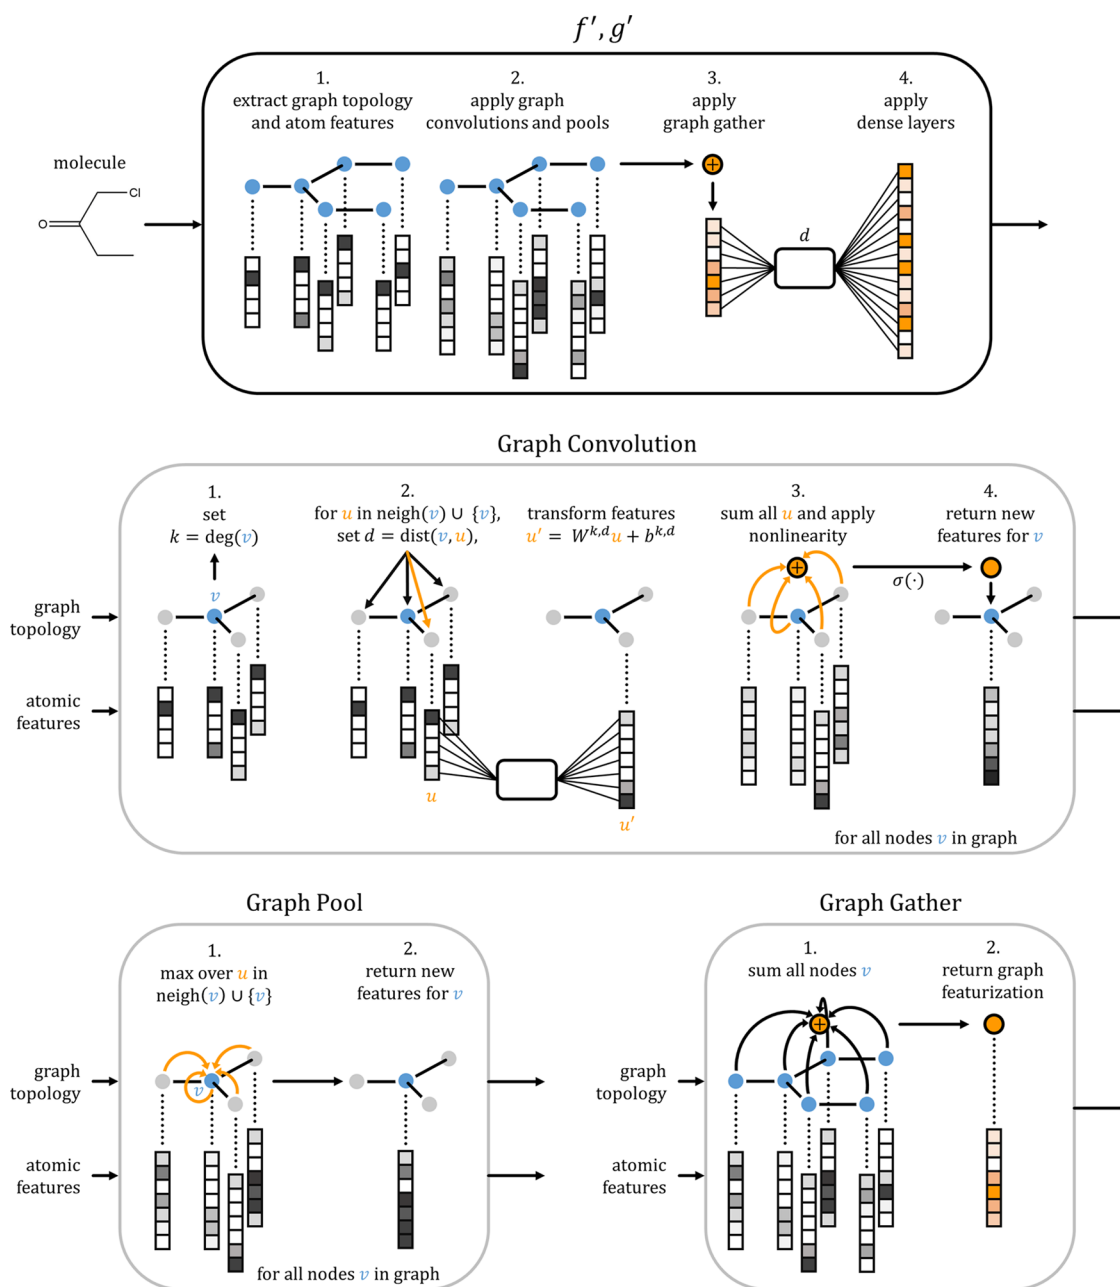 f′, g′
1.
extract graph topology
and atom features
2.
apply graph
convolutions and pools
3.
apply
graph gather
4.
apply
dense layers
molecule
Cl
O
d
Graph Convolution
1.
set
k = deg(v)
2.
for u in neigh(v) ∪ {v},
set d = dist(v, u),
transform features
u′ = W^{k,d}u + b^{k,d}
3.
sum all u and apply
nonlinearity
4.
return new
features for v
σ(·)
v
graph
topology
atomic
features
u
u′
for all nodes v in graph
Graph Pool
1.
max over u in
neigh(v) ∪ {v}
2.
return new
features for v
graph
topology
v
atomic
features
for all nodes v in graph
Graph Gather
1.
sum all nodes v
2.
return graph
featurization
graph
topology
atomic
features